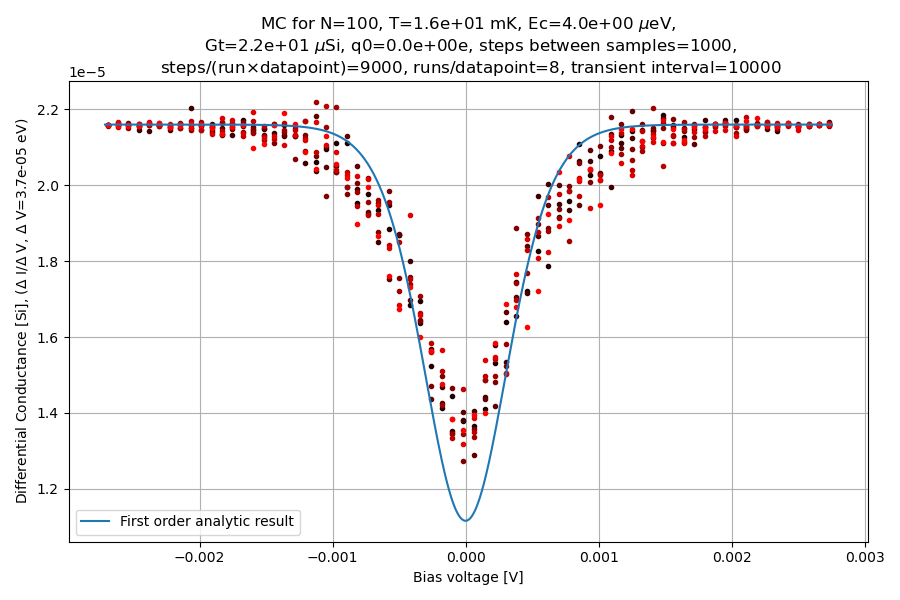 MC for N=100, T=1.6e+01 mK, Ec=4.0e+00 μeV,
Gt=2.2e+01 μSi, q0=0.0e+00e, steps between samples=1000,
steps/(run×datapoint)=9000, runs/datapoint=8, transient interval=10000
1e−5
2.2
2.0
1.8
1.6
1.4
1.2
Differential Conductance [Si], (Δ I/Δ V, Δ V=3.7e-05 eV)
First order analytic result
−0.002
−0.001
0.000
0.001
0.002
0.003
Bias voltage [V]